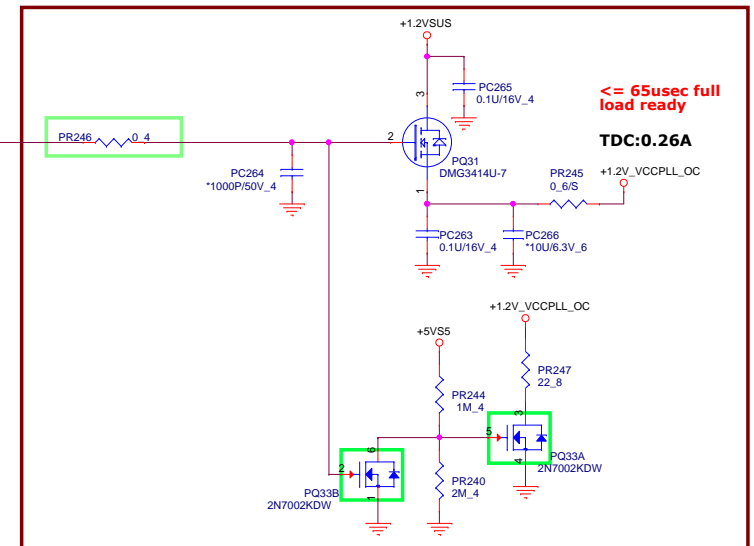 +1.2VSUS
3
PC265
0.1U/16V_4
<= 65usec full
load ready
PR246
0_4
2
TDC:0.26A
PQ31
DMG3414U-7
PC264
*1000P/50V_4
PR245
0_6/S
+1.2V_VCCPLL_OC
1
PC263
0.1U/16V_4
PC266
*10U/6.3V_6
+1.2V_VCCPLL_OC
+5VS5
PR247
22_8
PR244
1M_4
3
5
6
4
PQ33A
2N7002KDW
2
PR240
2M_4
PQ33B
2N7002KDW
1